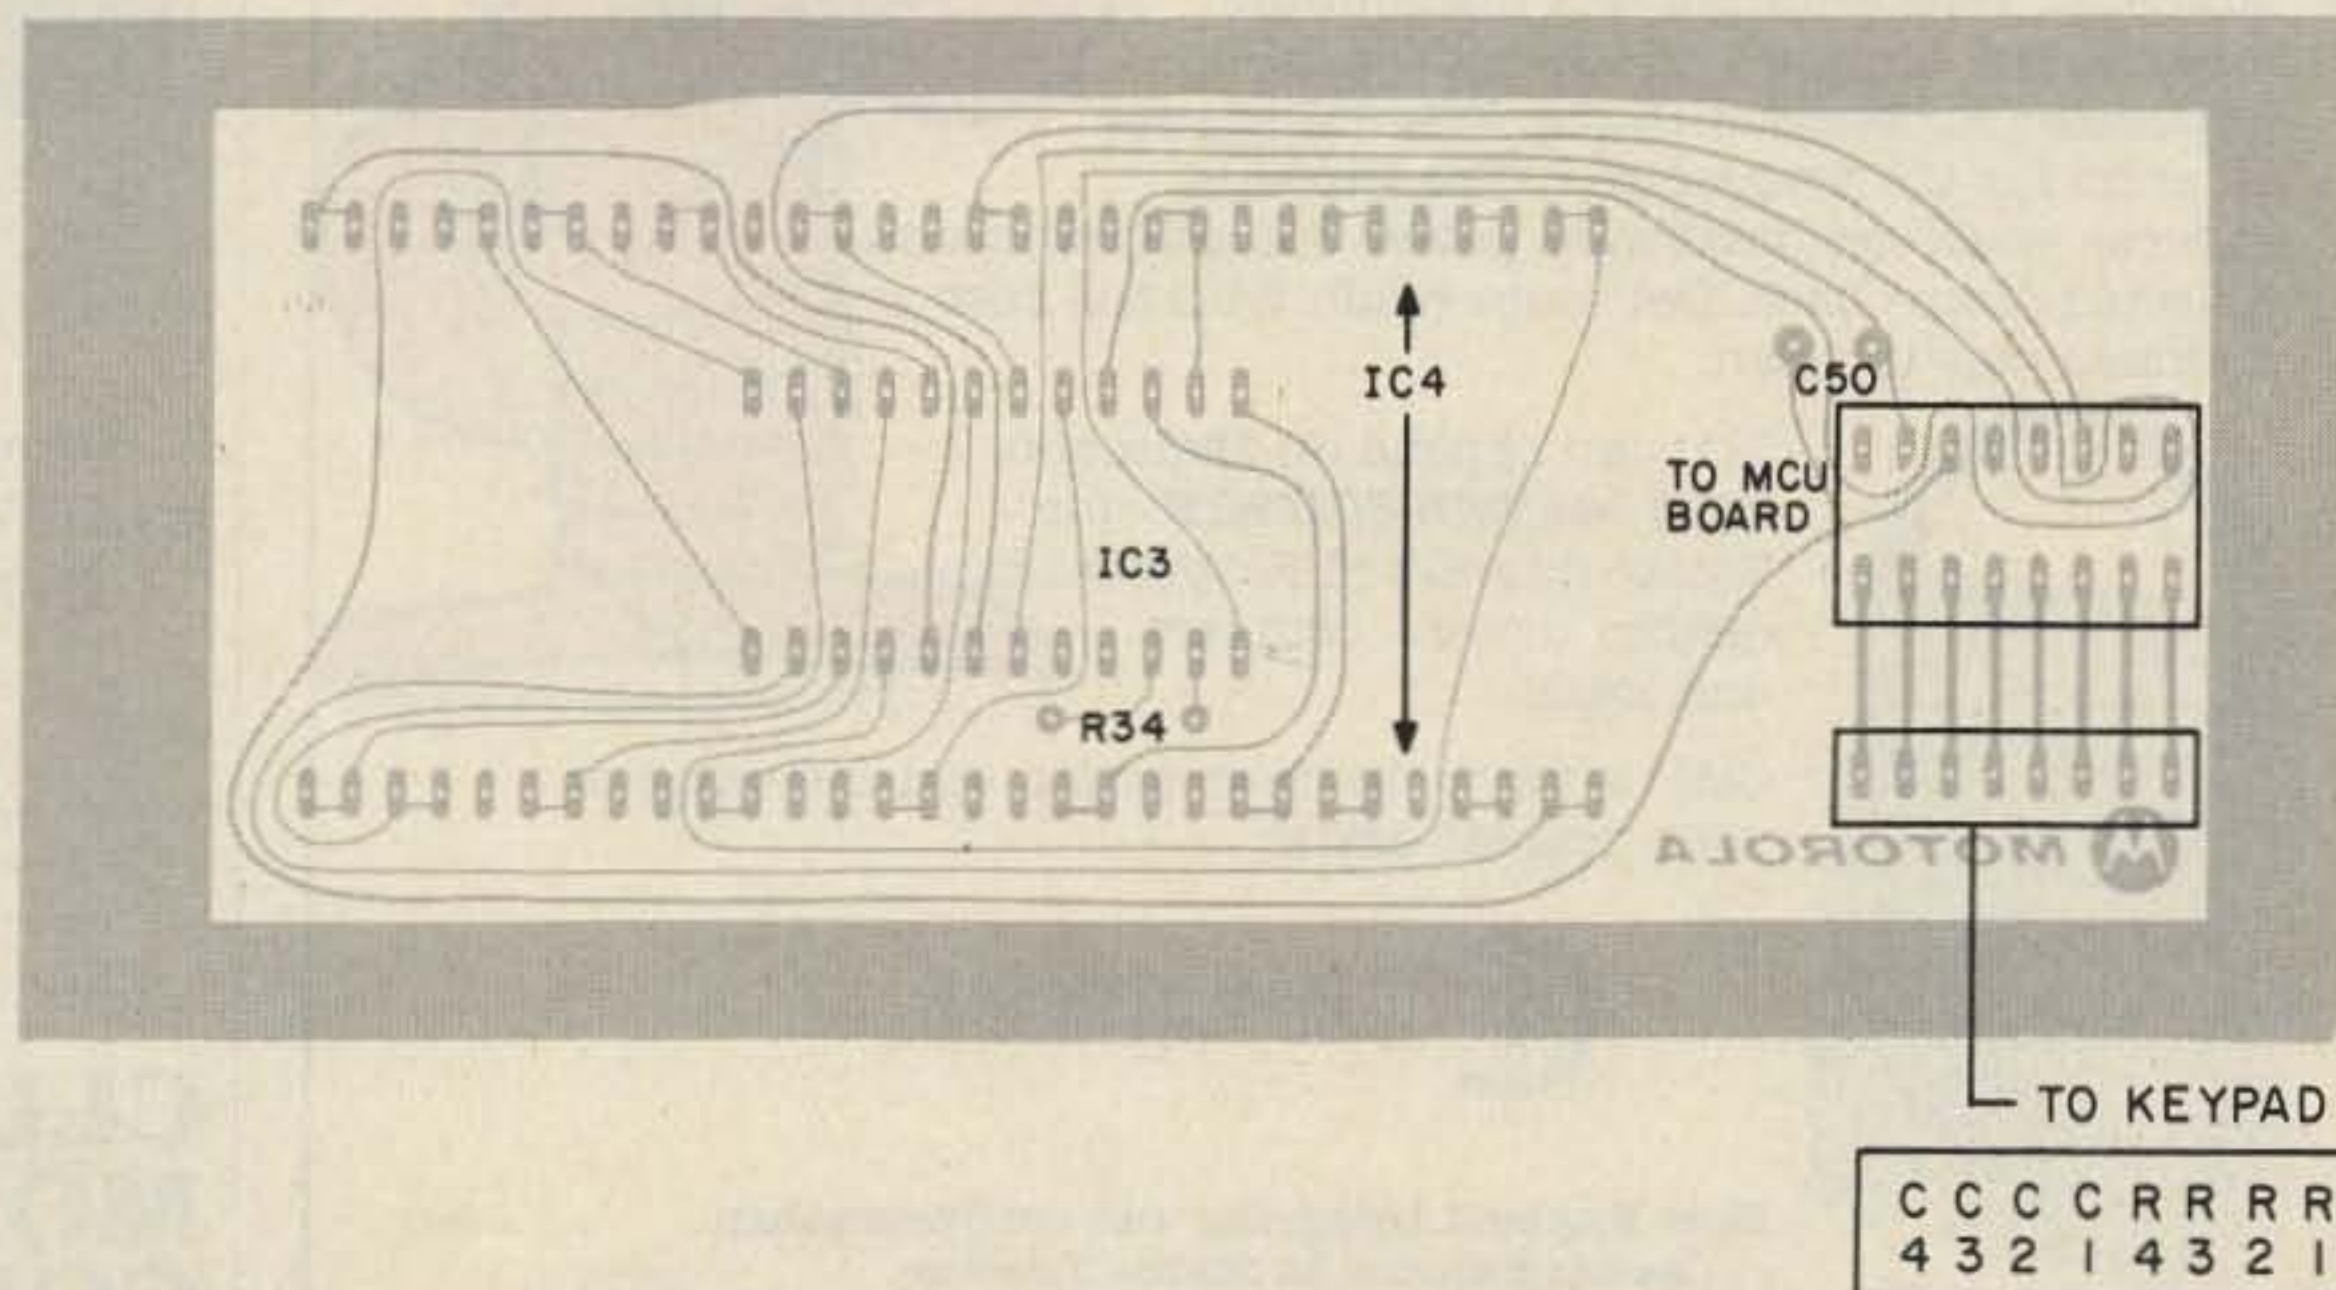 IC4
C50
TO MCU
BOARD
IC3
R34
MOTOROLA
TO KEYPAD
C C C C R R R R
4 3 2 1 4 3 2 1